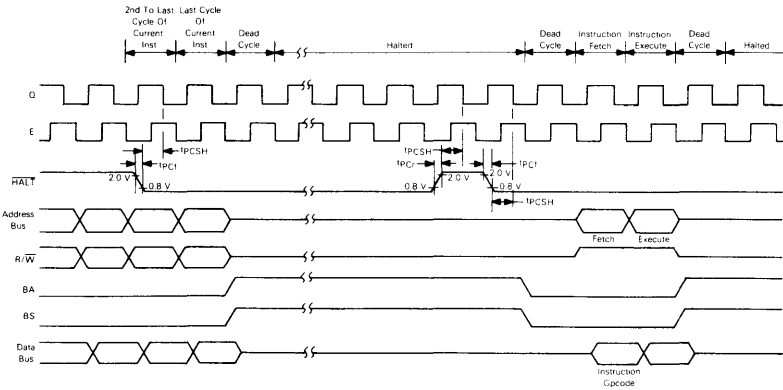 2nd To Last Cycle Of Current Inst
Last Cycle Of Current Inst
Dead Cycle
Halted
Dead Cycle
Instruction Fetch
Instruction Execute
Dead Cycle
Halted
Q
E
tPCSH
tPCf
tPCSH
tPCr
tPCf
HALT
2.0 V
0.8 V
0.8 V
2.0 V
2.0 V
0.8 V
tPCSH
Address Bus
Fetch
Execute
R/W
BA
BS
Data Bus
Instruction Opcode